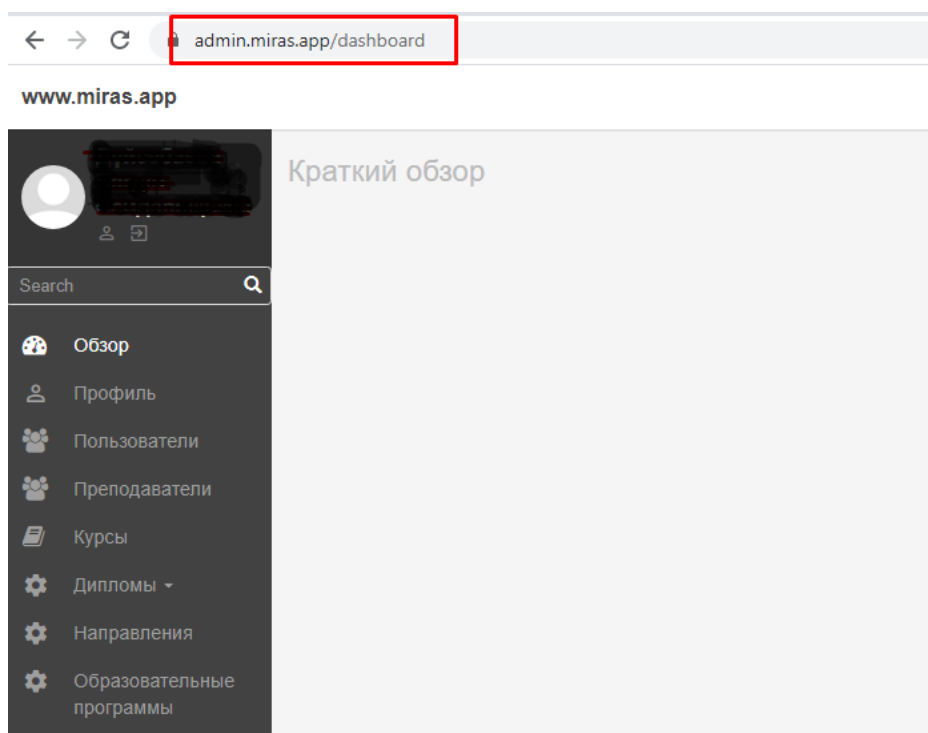 admin.miras.app/dashboard
www.miras.app
Краткий обзор
Search
Обзор
Профиль
Пользователи
Преподаватели
Курсы
Дипломы
Направления
Образовательные
программы